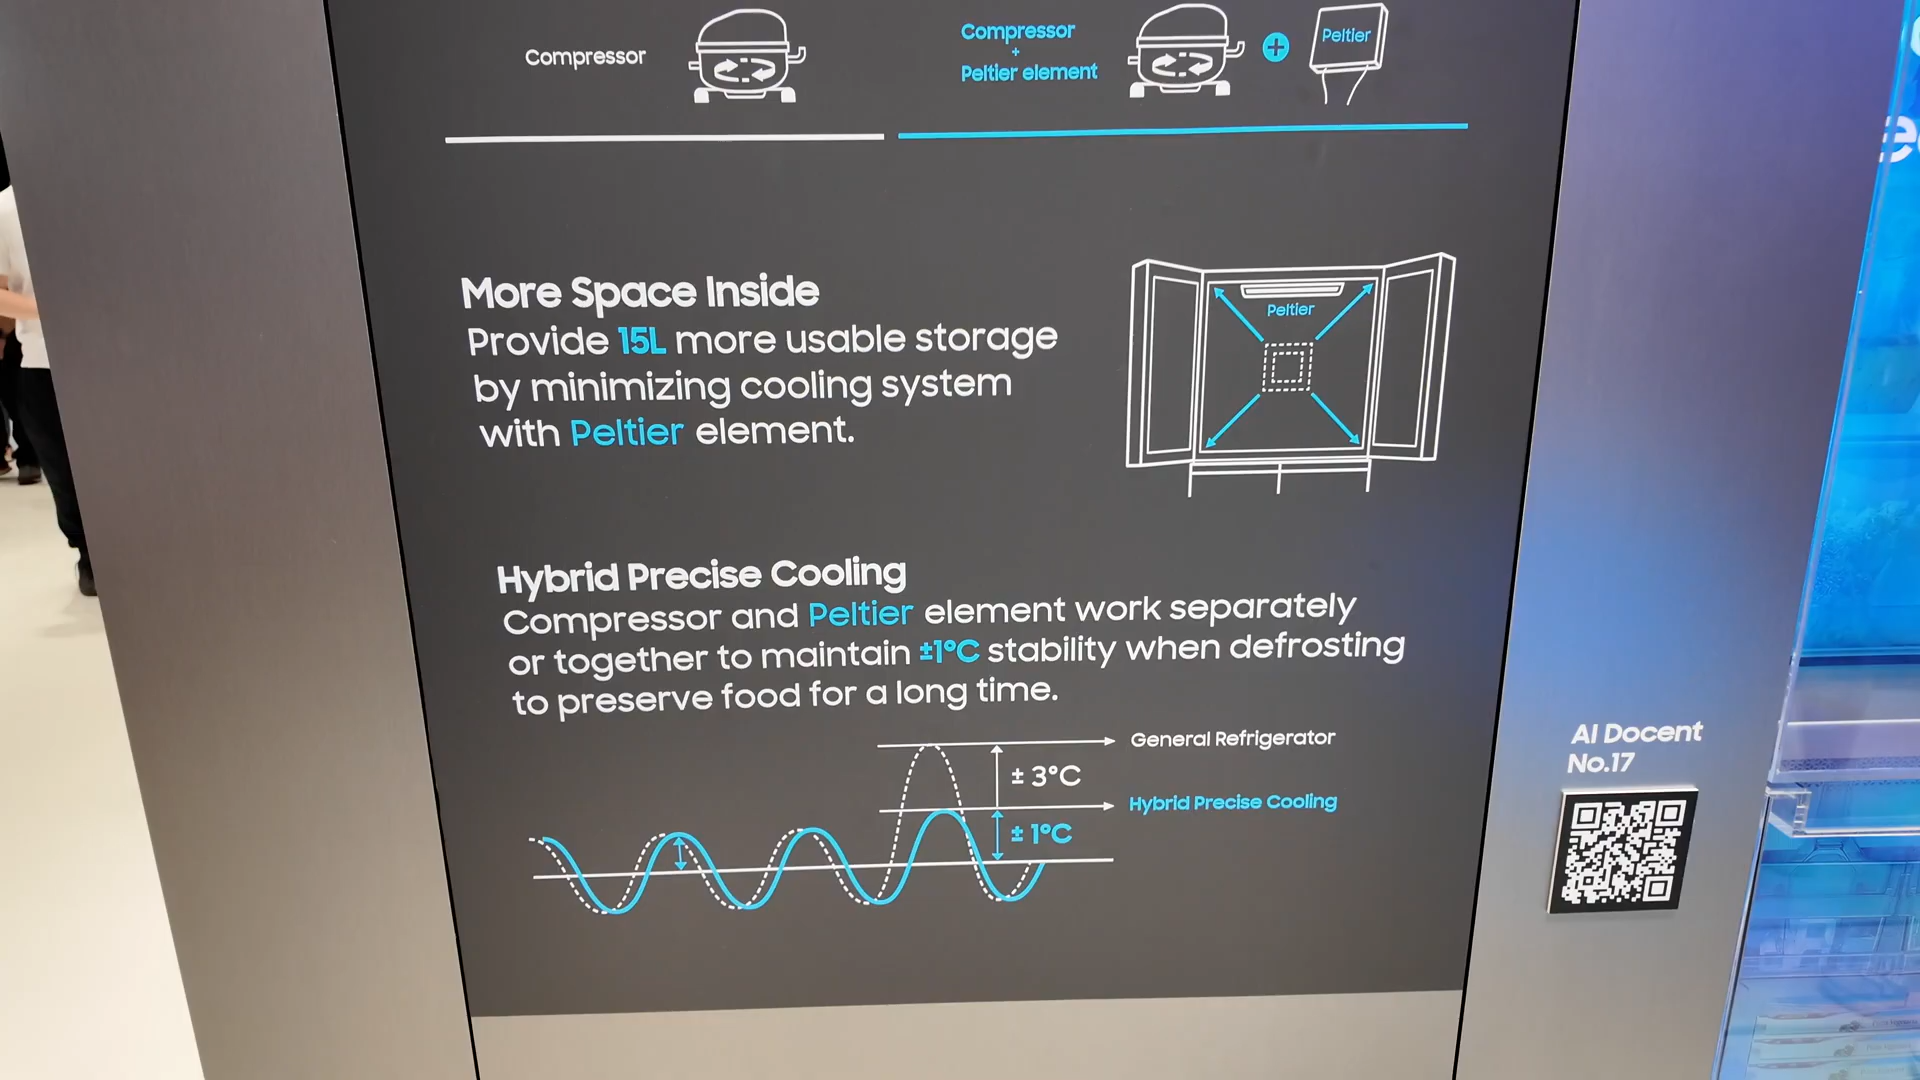 Compressor
Compressor
+
Peltier element
Peltier
More Space Inside
Provide 15L more usable storage
by minimizing cooling system
with Peltier element.
Peltier
Hybrid Precise Cooling
Compressor and Peltier element work separately
or together to maintain ±1°C stability when defrosting
to preserve food for a long time.
General Refrigerator
± 3°C
Hybrid Precise Cooling
± 1°C
AI Docent
No.17